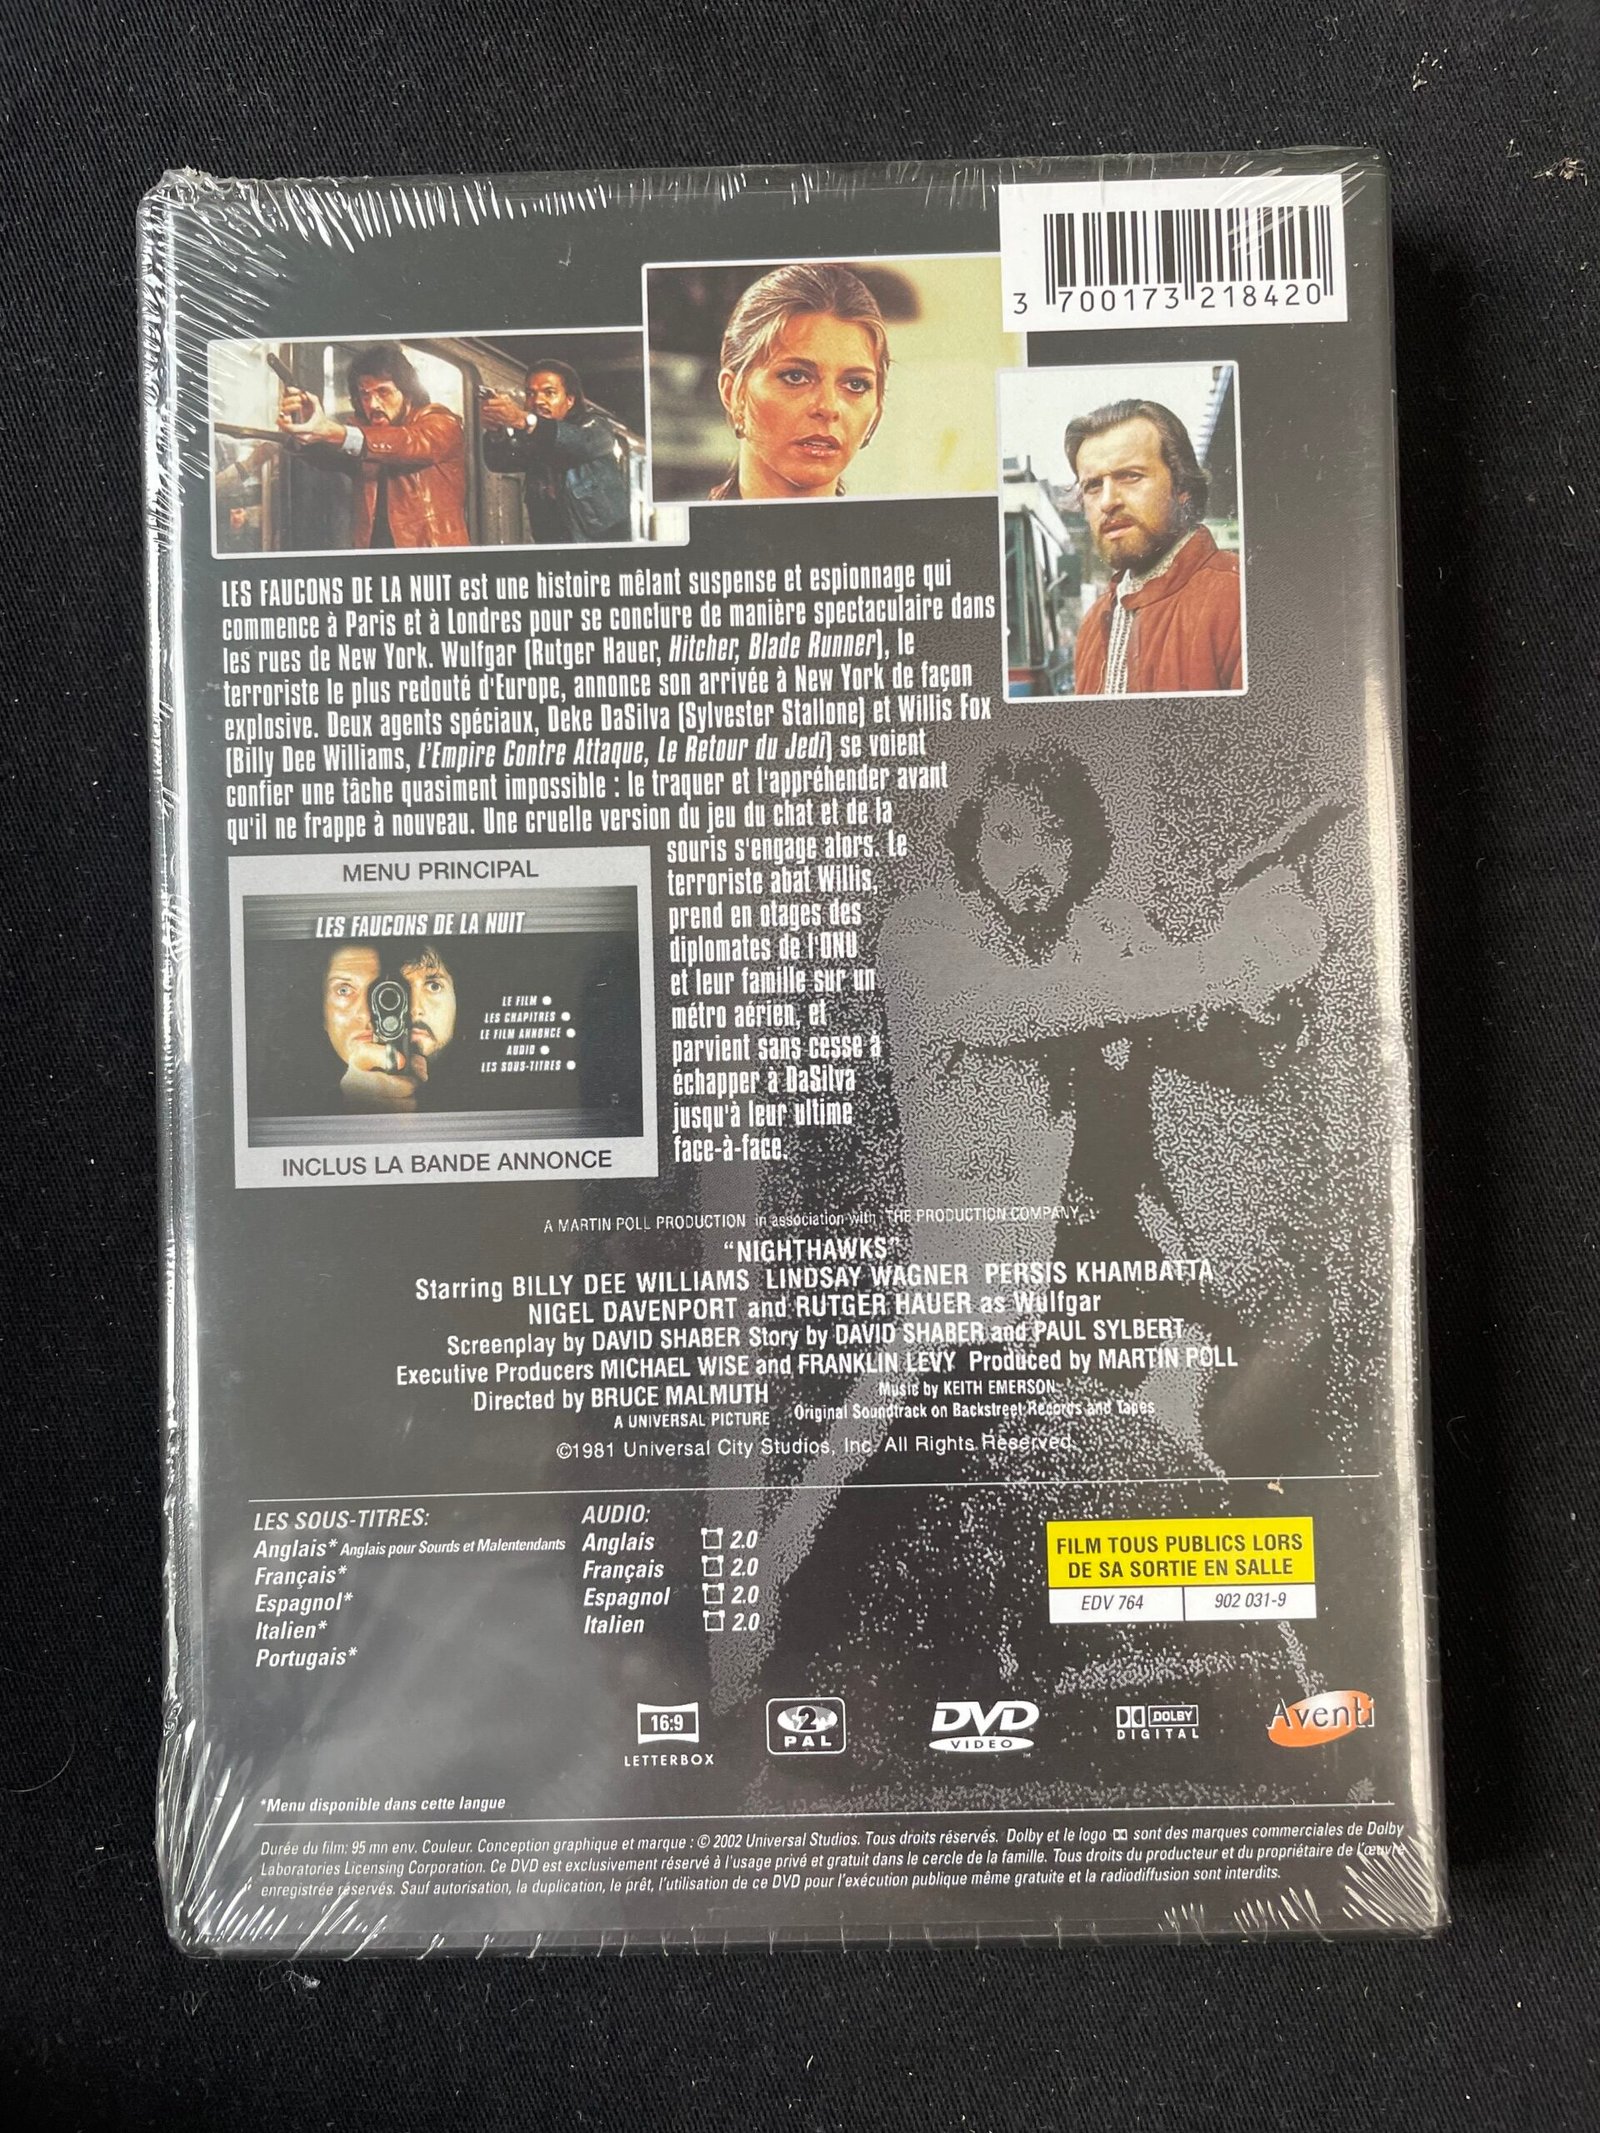 3 700173 218420
LES FAUCONS DE LA NUIT est une histoire mêlant suspense et espionnage qui
commence à Paris et à Londres pour se conclure de manière spectaculaire dans
les rues de New York. Wulfgar (Rutger Hauer, Hitcher, Blade Runner), le
terroriste le plus redouté d'Europe, annonce son arrivée à New York de façon
explosive. Deux agents spéciaux, Deke DaSilva (Sylvester Stallone) et Willis Fox
(Billy Dee Williams, L'Empire Contre Attaque, Le Retour du Jedi) se voient
confier une tâche quasiment impossible : le traquer et l'appréhender avant
qu'il ne frappe à nouveau. Une cruelle version du jeu du chat et de la
souris s'engage alors. Le
terroriste abat Willis,
prend en otages des
diplomates de l'ONU
et leur famille sur un
métro aérien, et
parvient sans cesse à
échapper à DaSilva
jusqu'à leur ultime
face-à-face.
MENU PRINCIPAL
LES FAUCONS DE LA NUIT
LE FILM
LES CHAPITRES
LE FILM ANNONCE
AUDIO
LES SOUS-TITRES
INCLUS LA BANDE ANNONCE
A MARTIN POLL PRODUCTION in association with THE PRODUCTION COMPANY
“NIGHTHAWKS”
Starring BILLY DEE WILLIAMS LINDSAY WAGNER PERSIS KHAMBATTA
NIGEL DAVENPORT and RUTGER HAUER as Wulfgar
Screenplay by DAVID SHABER Story by DAVID SHABER and PAUL SYLBERT
Executive Producers MICHAEL WISE and FRANKLIN LEVY Produced by MARTIN POLL
Directed by BRUCE MALMUTH Music by KEITH EMERSON
A UNIVERSAL PICTURE Original Soundtrack on Backstreet Records and Tapes
©1981 Universal City Studios, Inc. All Rights Reserved.
LES SOUS-TITRES:
Anglais* Anglais pour Sourds et Malentendants
Français*
Espagnol*
Italien*
Portugais*
AUDIO:
Anglais 2.0
Français 2.0
Espagnol 2.0
Italien 2.0
FILM TOUS PUBLICS LORS
DE SA SORTIE EN SALLE
EDV 764 902 031-9
16:9
LETTERBOX
2
PAL
DVD
VIDEO
DOLBY
DIGITAL
Aventi
*Menu disponible dans cette langue
Durée du film: 95 mn env. Couleur. Conception graphique et marque : © 2002 Universal Studios. Tous droits réservés. Dolby et le logo sont des marques commerciales de Dolby
Laboratories Licensing Corporation. Ce DVD est exclusivement réservé à l'usage privé et gratuit dans le cercle de la famille. Tous droits du producteur et du propriétaire de l'œuvre
enregistrée réservés. Sauf autorisation, la duplication, le prêt, l'utilisation de ce DVD pour l'exécution publique même gratuite et la radiodiffusion sont interdits.